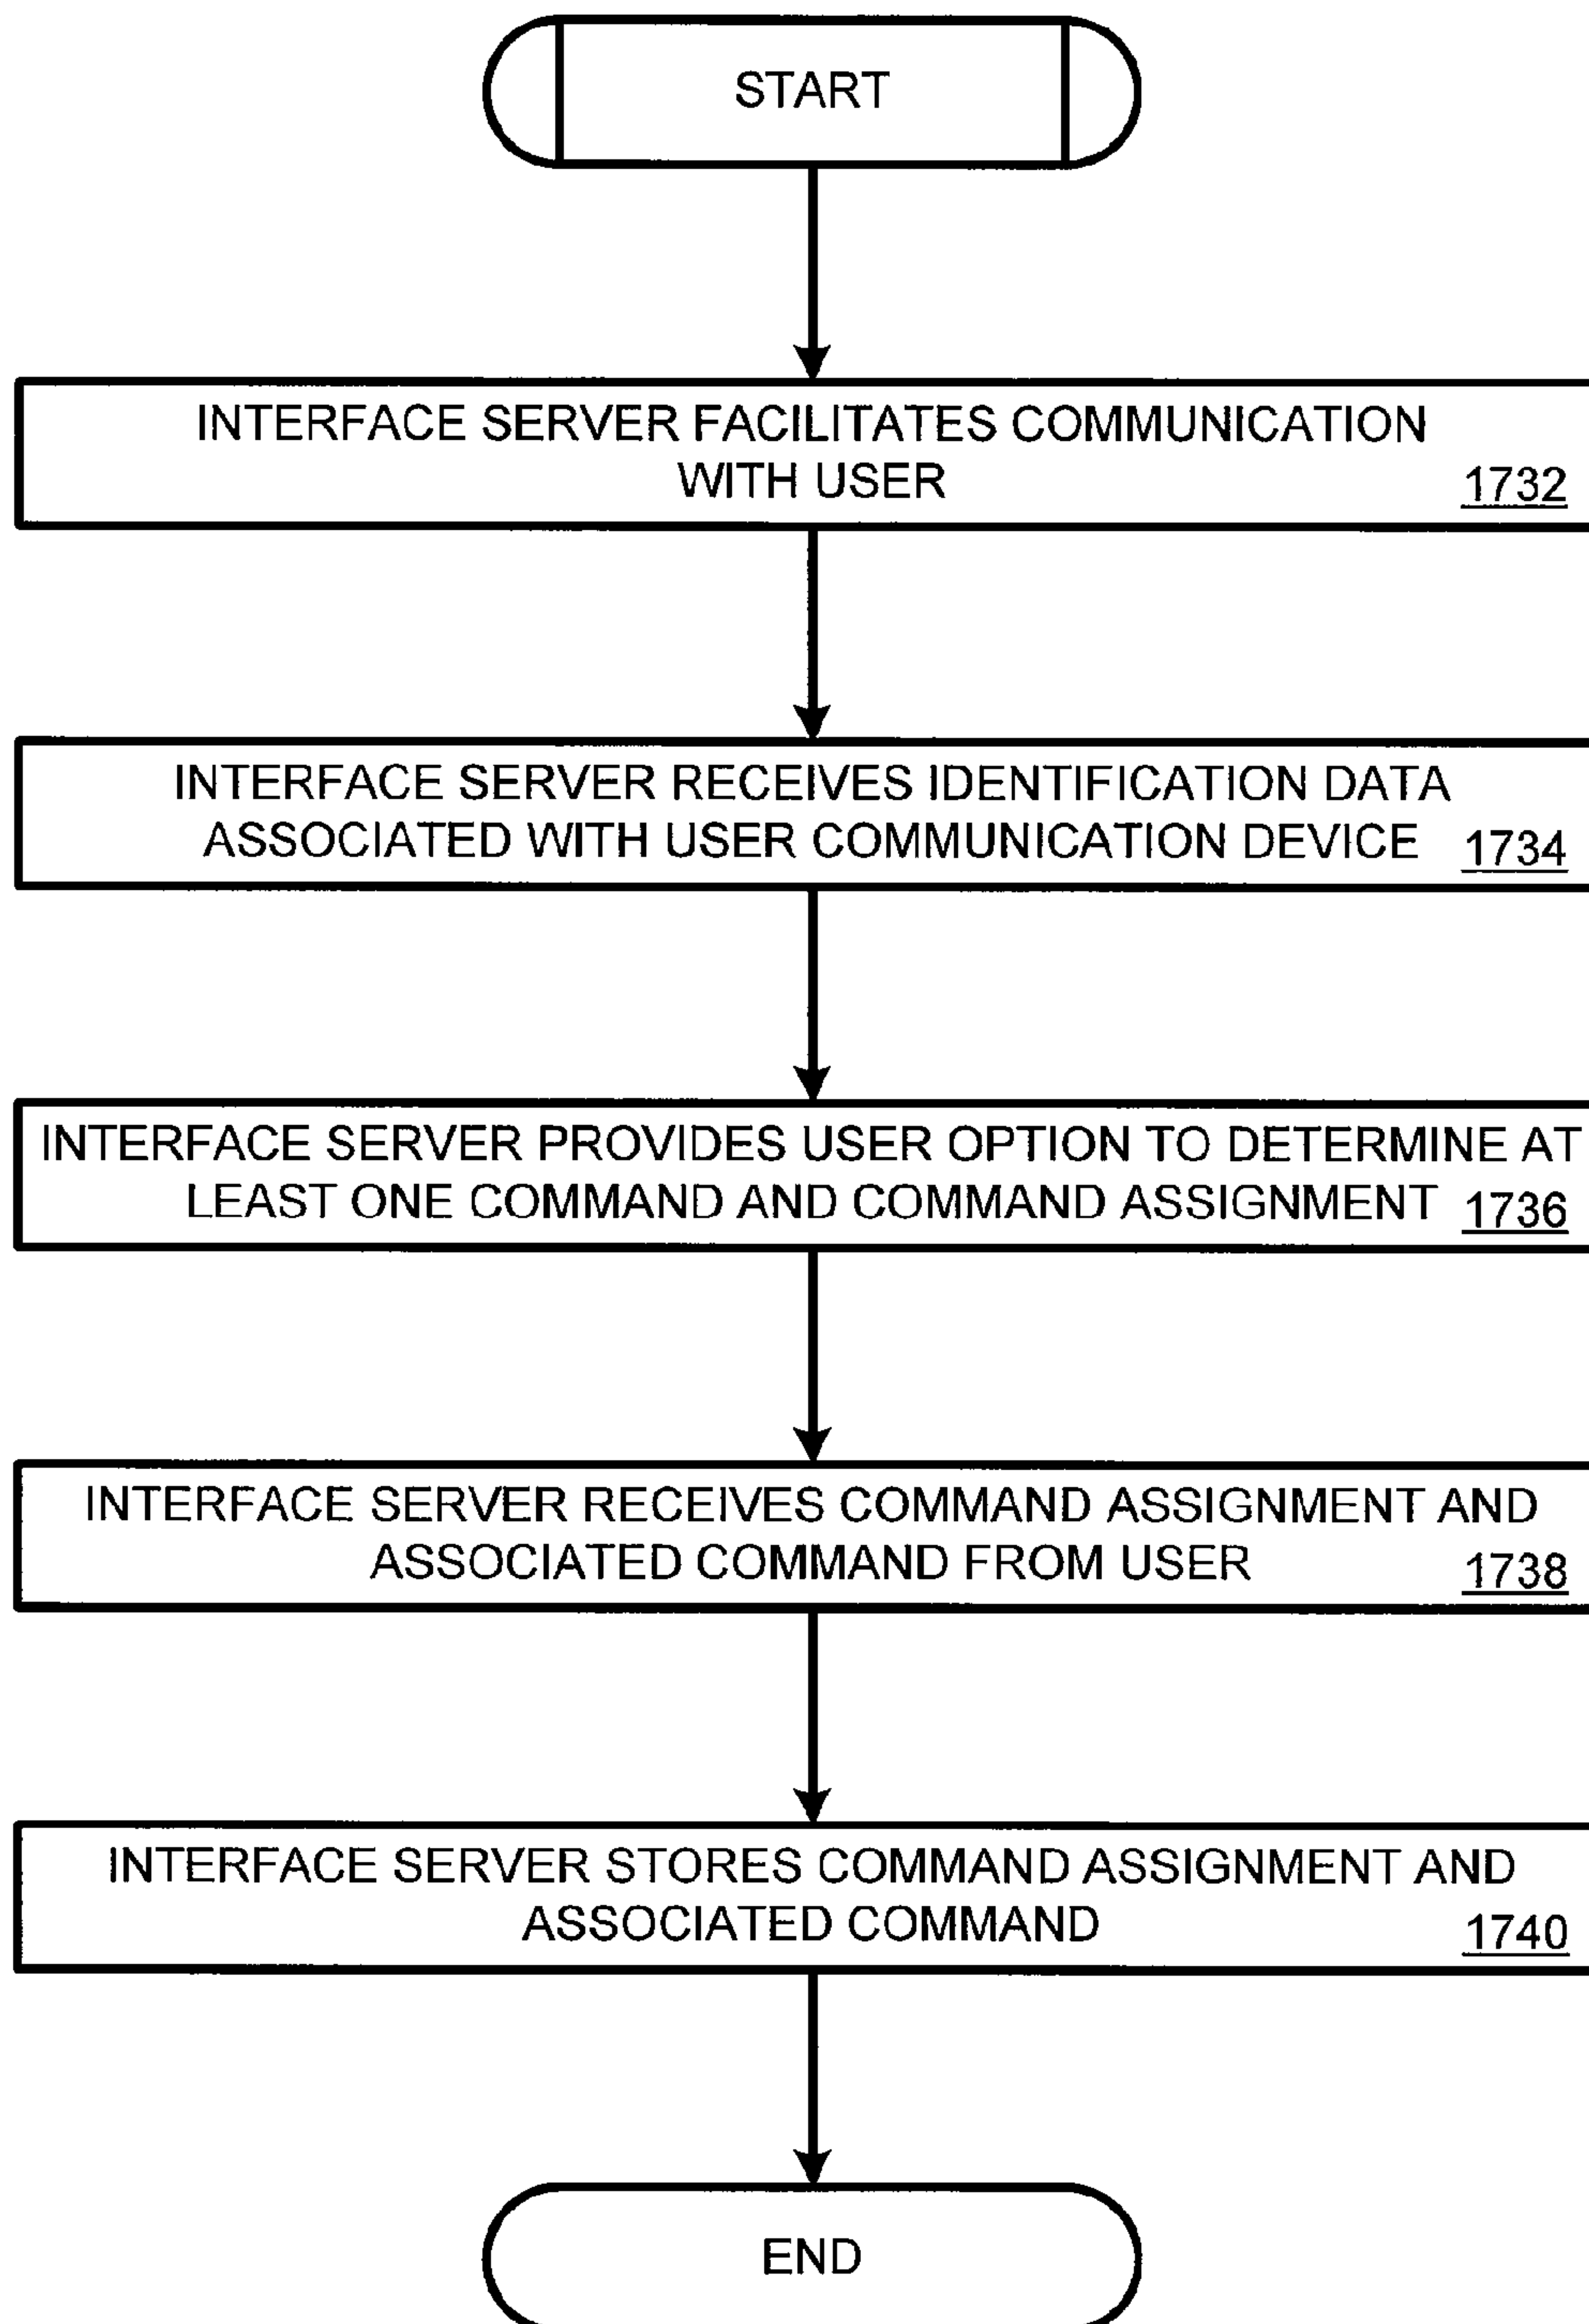 START
INTERFACE SERVER FACILITATES COMMUNICATION
WITH USER
1732
INTERFACE SERVER RECEIVES IDENTIFICATION DATA
ASSOCIATED WITH USER COMMUNICATION DEVICE 1734
INTERFACE SERVER PROVIDES USER OPTION TO DETERMINE AT
LEAST ONE COMMAND AND COMMAND ASSIGNMENT 1736
INTERFACE SERVER RECEIVES COMMAND ASSIGNMENT AND
ASSOCIATED COMMAND FROM USER
1738
INTERFACE SERVER STORES COMMAND ASSIGNMENT AND
ASSOCIATED COMMAND
1740
END